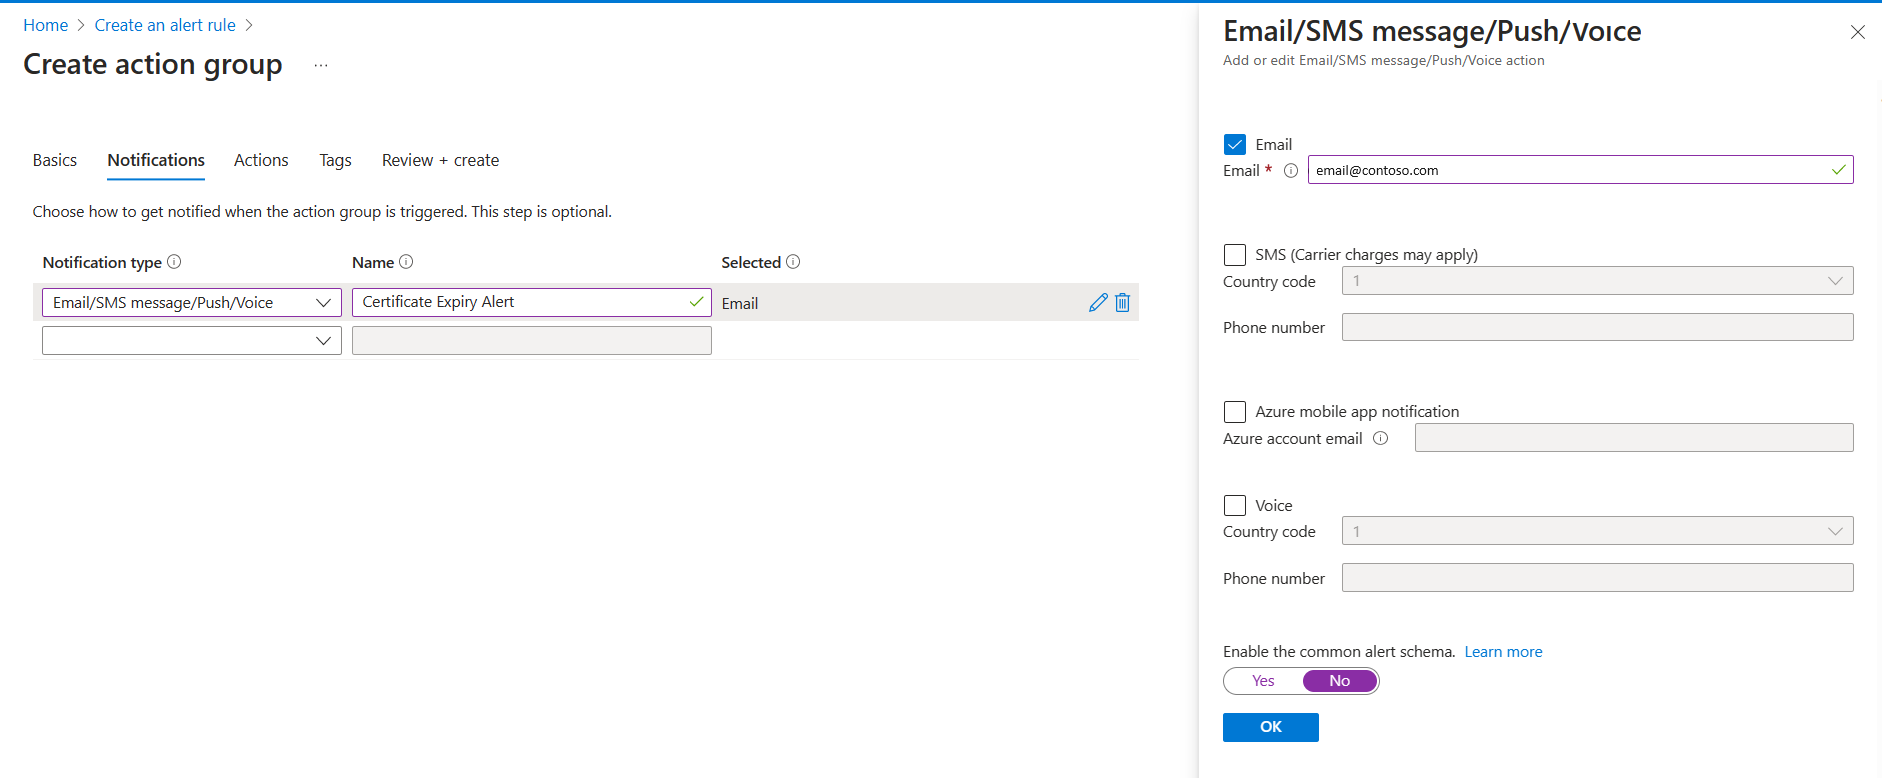 Home > Create an alert rule >
Create action group ...
Basics Notifications Actions Tags Review + create
Choose how to get notified when the action group is triggered. This step is optional.
Notification type Name Selected
Email/SMS message/Push/Voice Certificate Expiry Alert Email
Email/SMS message/Push/Voice
Add or edit Email/SMS message/Push/Voice action
Email
Email * email@contoso.com
SMS (Carrier charges may apply)
Country code 1
Phone number
Azure mobile app notification
Azure account email
Voice
Country code 1
Phone number
Enable the common alert schema. Learn more
Yes No
OK